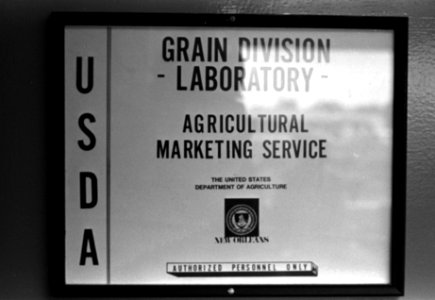 USDA
GRAIN DIVISION
- LABORATORY -
AGRICULTURAL
MARKETING SERVICE
THE UNITED STATES
DEPARTMENT OF AGRICULTURE
NEW ORLEANS
AUTHORIZED PERSONNEL ONLY